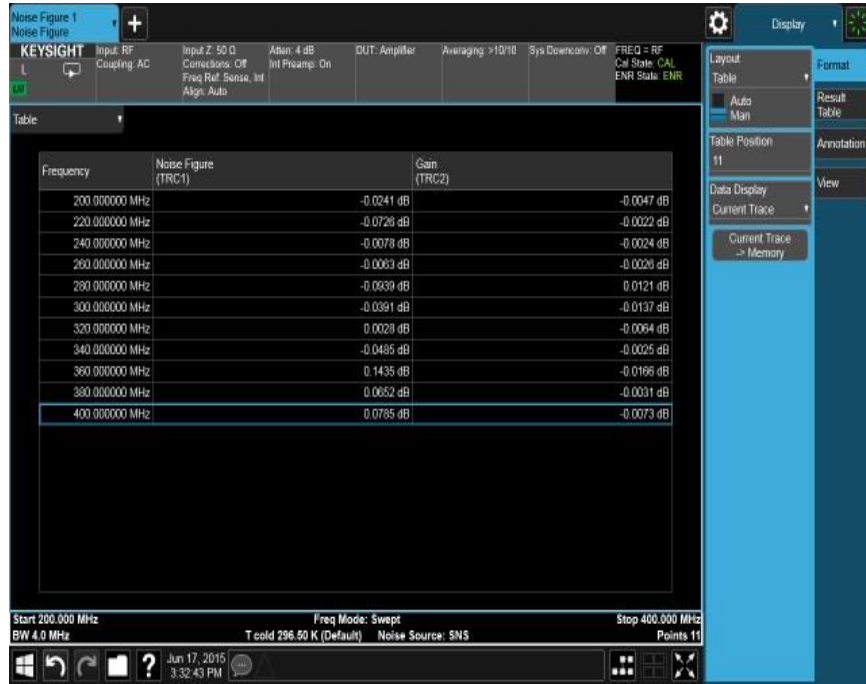 Noise Figure 1
Noise Figure
+
Display
KEYSIGHT
L
Input: RF
Coupling: AC
Input Z: 50 Ω
Corrections: Off
Freq Ref: Sense, Int
Align: Auto
Atten: 4 dB
Int Preamp: On
DUT: Amplifier
Averaging: >10/10
Sys Downconv: Off
FREQ = RF
Cal State: CAL
ENR State: ENR
Layout
Table
Auto
Man
Table Position
11
Data Display
Current Trace
Current Trace
-> Memory
Format
Result
Table
Annotation
View
Table
Frequency Noise Figure (TRC1) Gain (TRC2)
200.000000 MHz -0.0241 dB -0.0047 dB
220.000000 MHz -0.0726 dB -0.0022 dB
240.000000 MHz -0.0078 dB -0.0024 dB
260.000000 MHz -0.0063 dB -0.0026 dB
280.000000 MHz -0.0939 dB 0.0121 dB
300.000000 MHz -0.0391 dB -0.0137 dB
320.000000 MHz 0.0028 dB -0.0064 dB
340.000000 MHz -0.0485 dB -0.0025 dB
360.000000 MHz 0.1435 dB -0.0166 dB
380.000000 MHz 0.0652 dB -0.0031 dB
400.000000 MHz 0.0785 dB -0.0073 dB
Start 200.000 MHz Freq Mode: Swept Stop 400.000 MHz
BW 4.0 MHz T cold 296.50 K (Default) Noise Source: SNS Points 11
?
Jun 17, 2015
3:32:43 PM